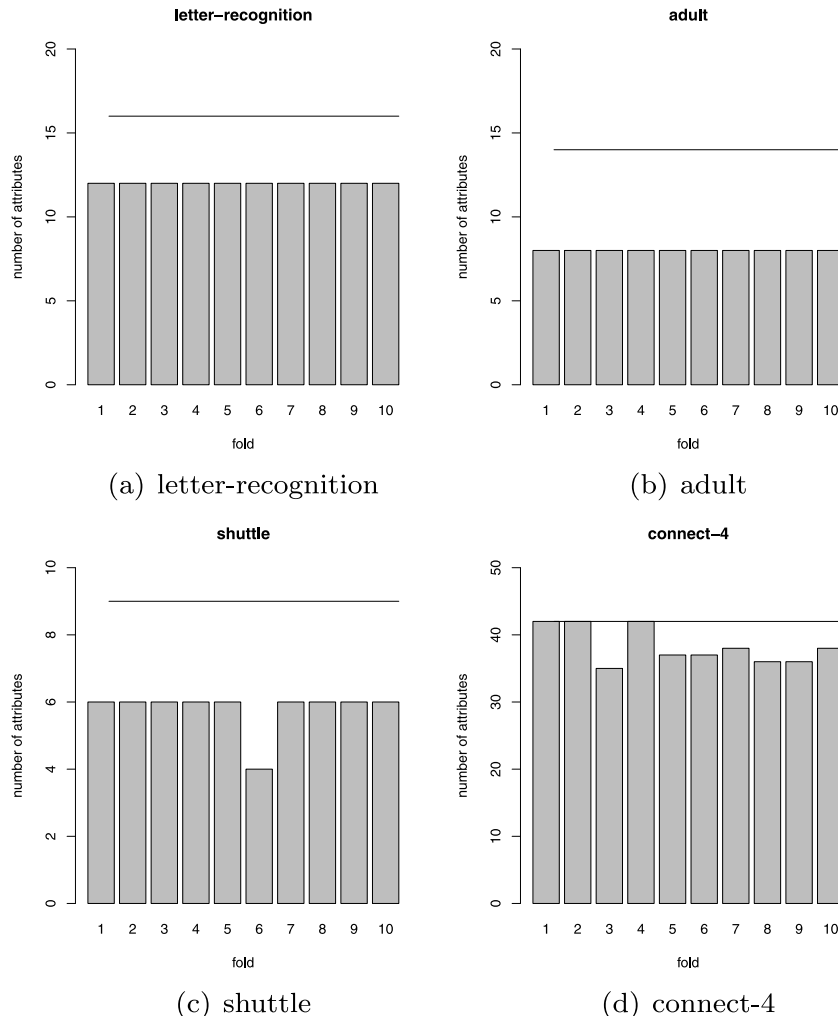 letter−recognition
number of attributes
20
15
10
5
0
1 2 3 4 5 6 7 8 9 10
fold
(a) letter-recognition
adult
number of attributes
20
15
10
5
0
1 2 3 4 5 6 7 8 9 10
fold
(b) adult
shuttle
number of attributes
10
8
6
4
2
0
1 2 3 4 5 6 7 8 9 10
fold
(c) shuttle
connect−4
number of attributes
50
40
30
20
10
0
1 2 3 4 5 6 7 8 9 10
fold
(d) connect-4